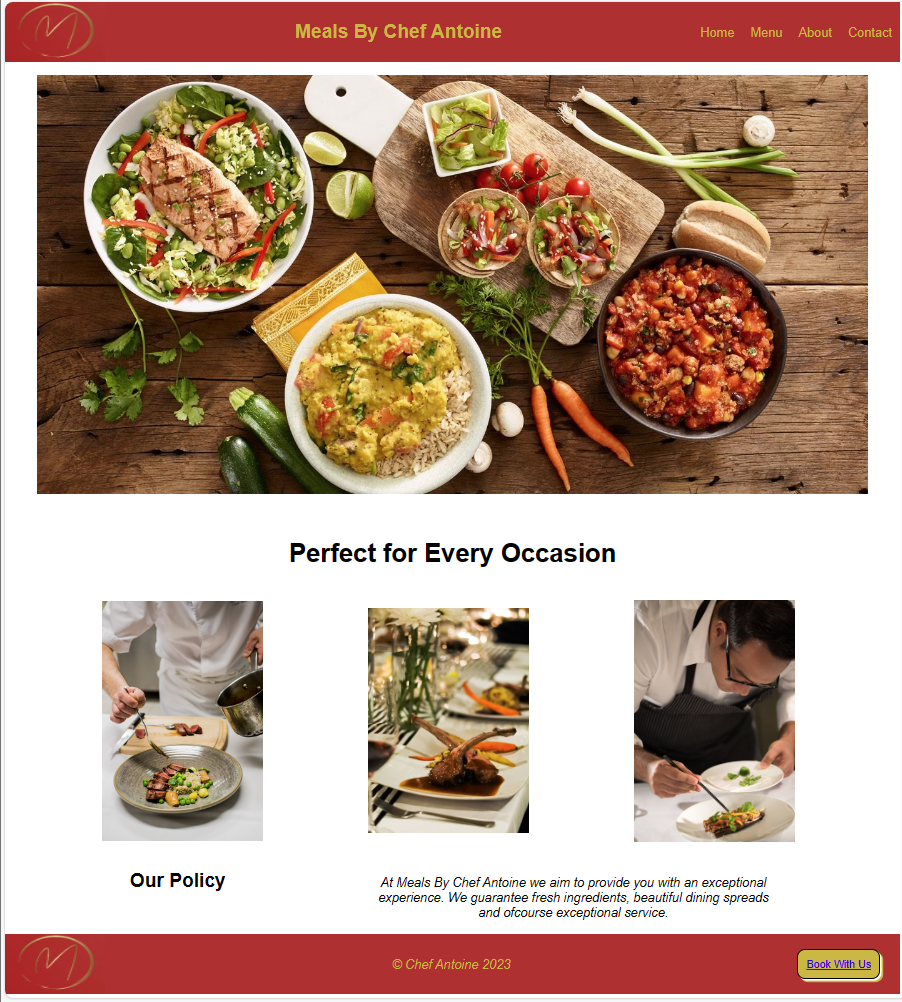 Meals By Chef Antoine
Home Menu About Contact
Perfect for Every Occasion
Our Policy
At Meals By Chef Antoine we aim to provide you with an exceptional
experience. We guarantee fresh ingredients, beautiful dining spreads
and ofcourse exceptional service.
© Chef Antoine 2023
Book With Us